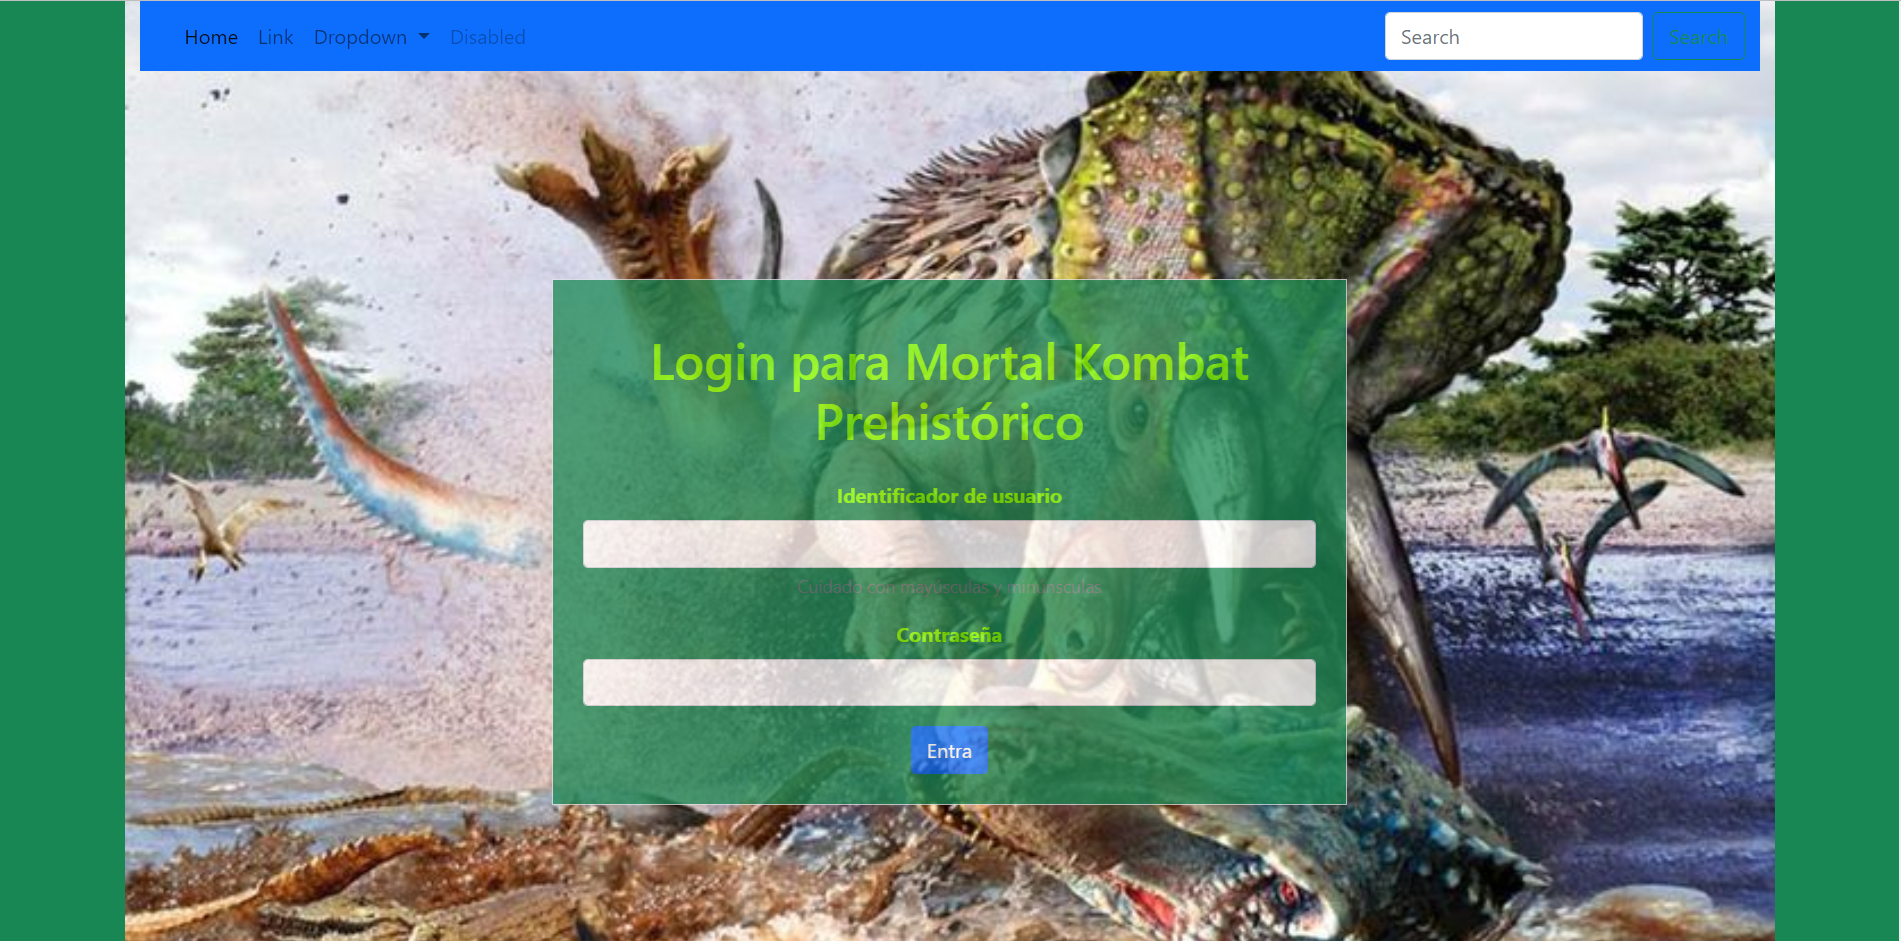 Home Link Dropdown Disabled Search Search
Login para Mortal Kombat
Prehistórico
Identificador de usuario
Cuidado con mayúsculas y minúnsculas
Contraseña
Entra